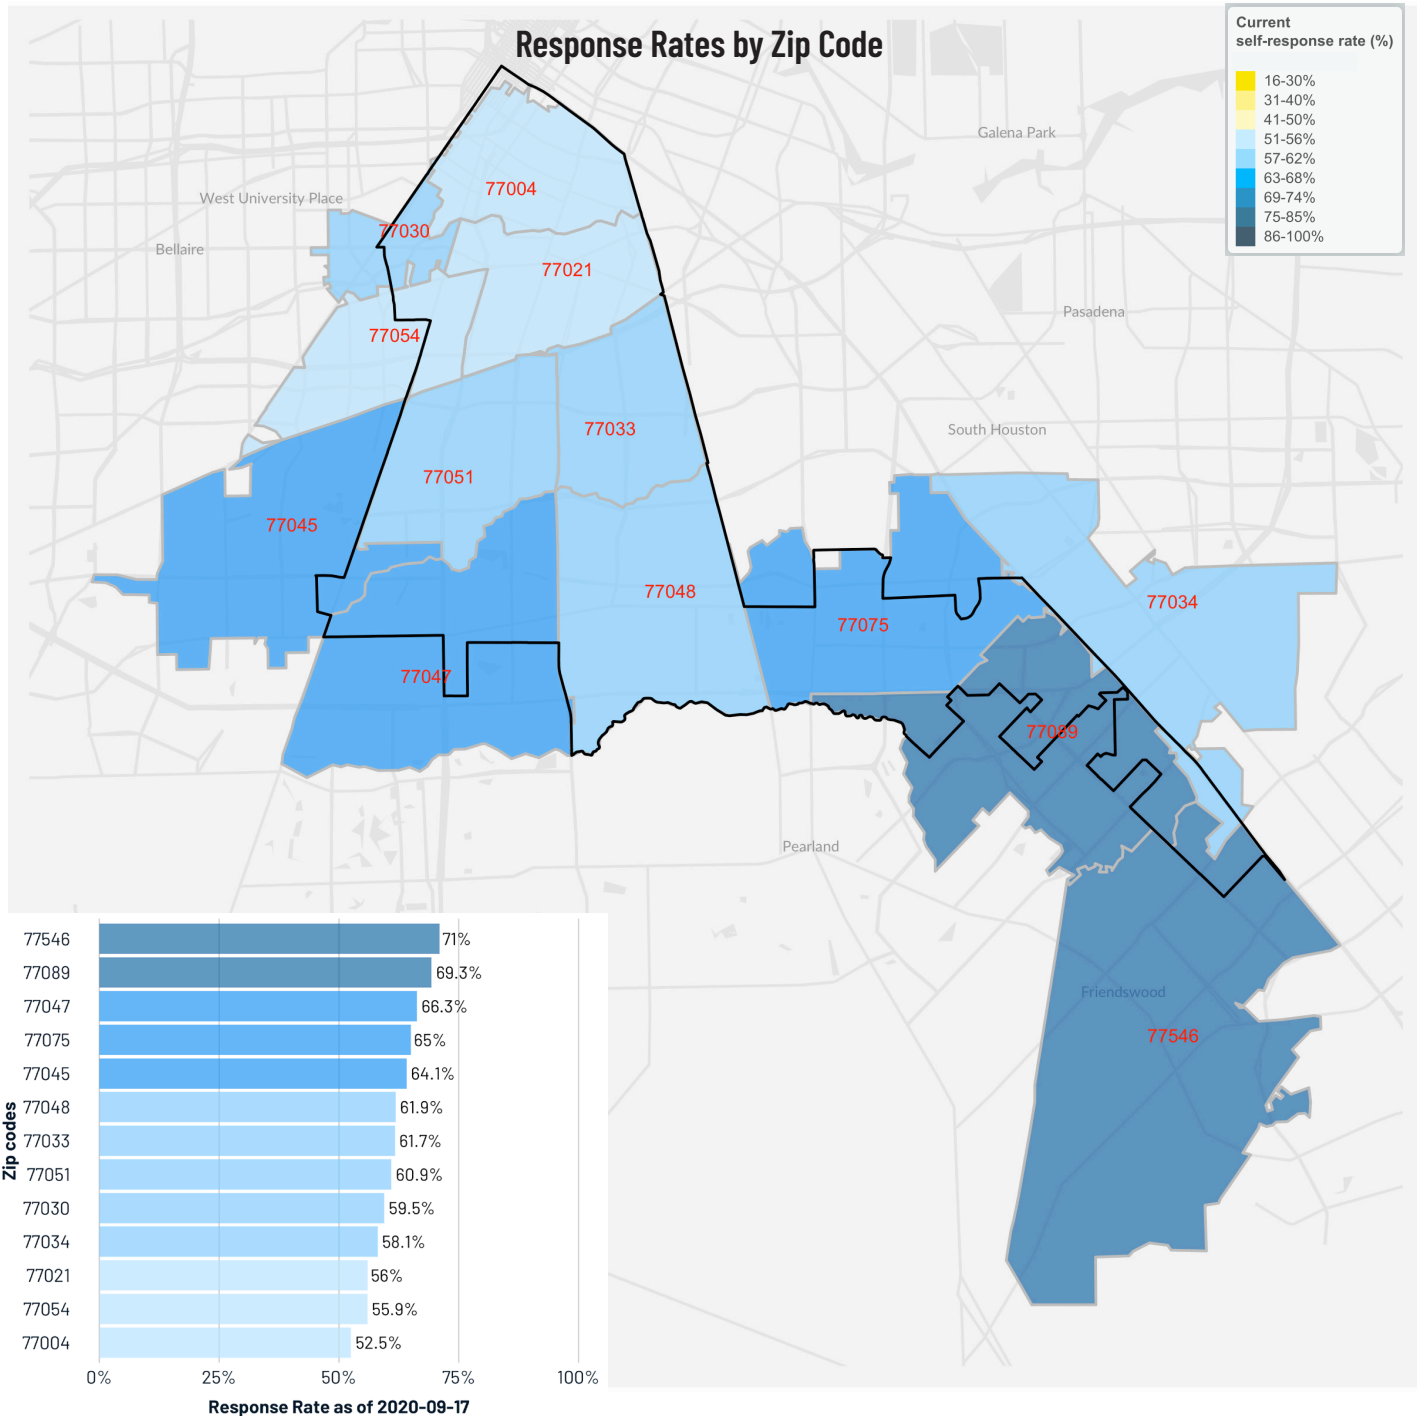 Response Rates by Zip Code
Current
self-response rate (%)
16-30%
31-40%
41-50%
51-56%
57-62%
63-68%
69-74%
75-85%
86-100%
Galena Park
West University Place
77004
77030
Bellaire
77021
Pasadena
77054
South Houston
77033
77051
77045
77048
77034
77075
77047
77089
Pearland
Friendswood
77546
Zip codes
77546 71%
77089 69.3%
77047 66.3%
77075 65%
77045 64.1%
77048 61.9%
77033 61.7%
77051 60.9%
77030 59.5%
77034 58.1%
77021 56%
77054 55.9%
77004 52.5%
0% 25% 50% 75% 100%
Response Rate as of 2020-09-17